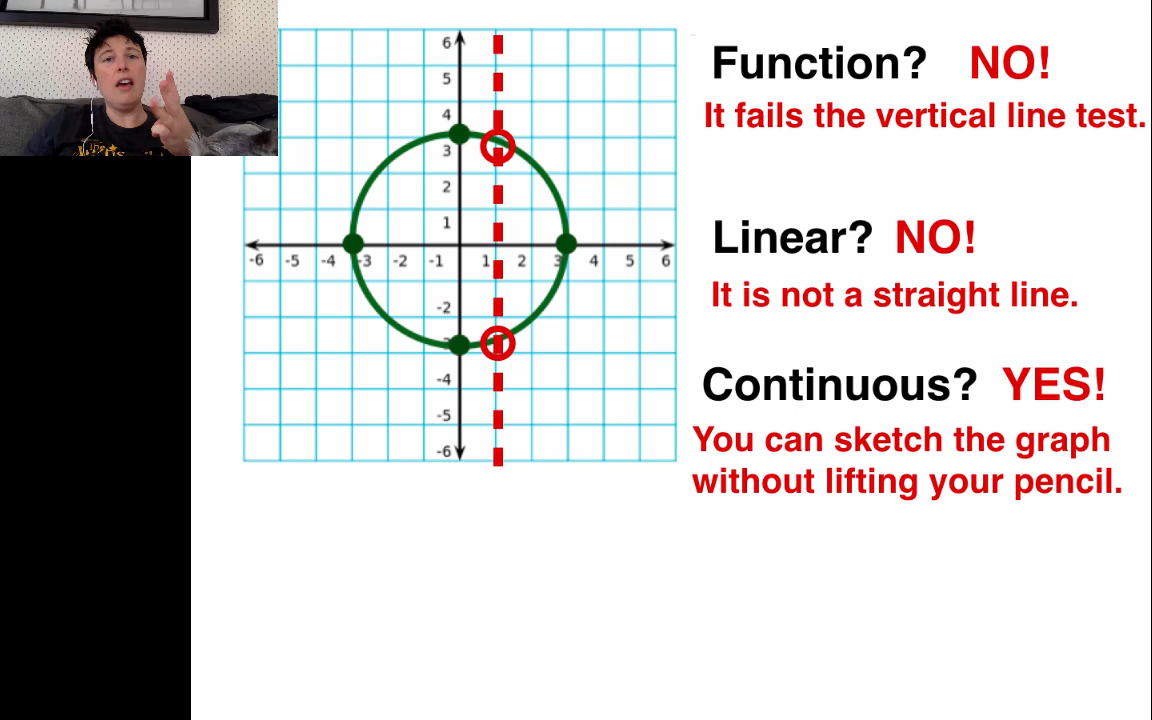 Function? NO!
It fails the vertical line test.
Linear? NO!
It is not a straight line.
Continuous? YES!
You can sketch the graph
without lifting your pencil.
6
5
4
3
2
1
-6 -5 -4 -3 -2 -1 1 2 3 4 5 6
-2
-4
-5
-6